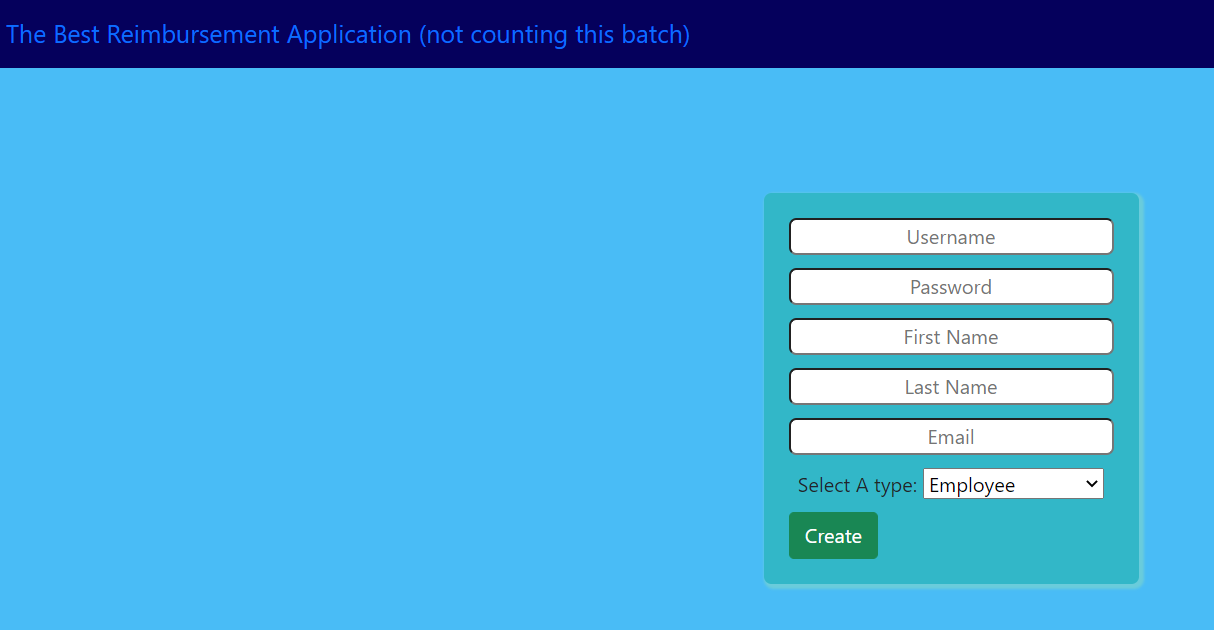 The Best Reimbursement Application (not counting this batch)
Username
Password
First Name
Last Name
Email
Select A type: Employee
Create